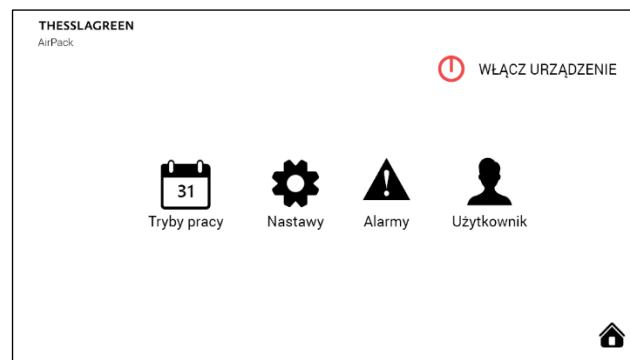 THESSLAGREEN
AirPack
WŁĄCZ URZĄDZENIE
31
Tryby pracy
Nastawy
Alarmy
Użytkownik